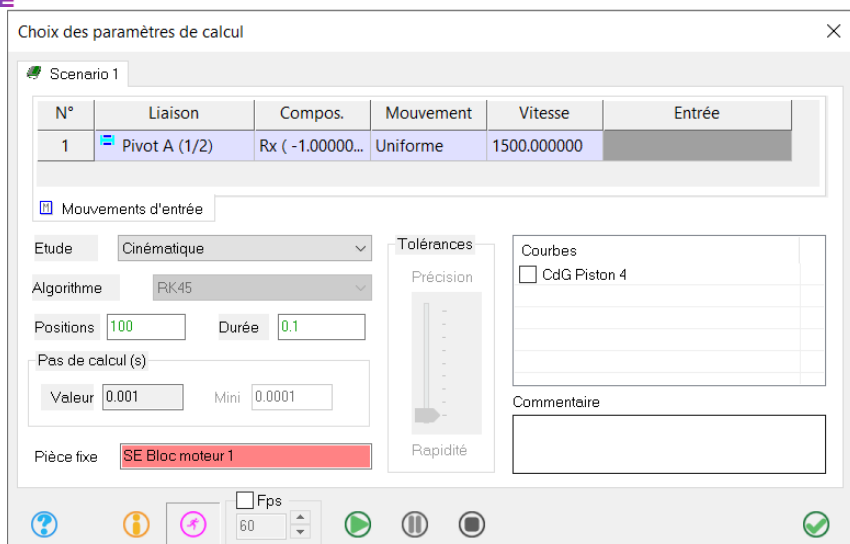 Choix des paramètres de calcul
Scenario 1
N° Liaison Compos. Mouvement Vitesse Entrée
1 Pivot A (1/2) Rx ( -1.00000... Uniforme 1500.000000
Mouvements d'entrée
Etude Cinématique
Algorithme RK45
Positions 100 Durée 0.1
Pas de calcul (s)
Valeur 0.001 Mini 0.0001
Pièce fixe SE Bloc moteur 1
Tolérances
Précision
Rapidité
Courbes
CdG Piston 4
Commentaire
Fps
60